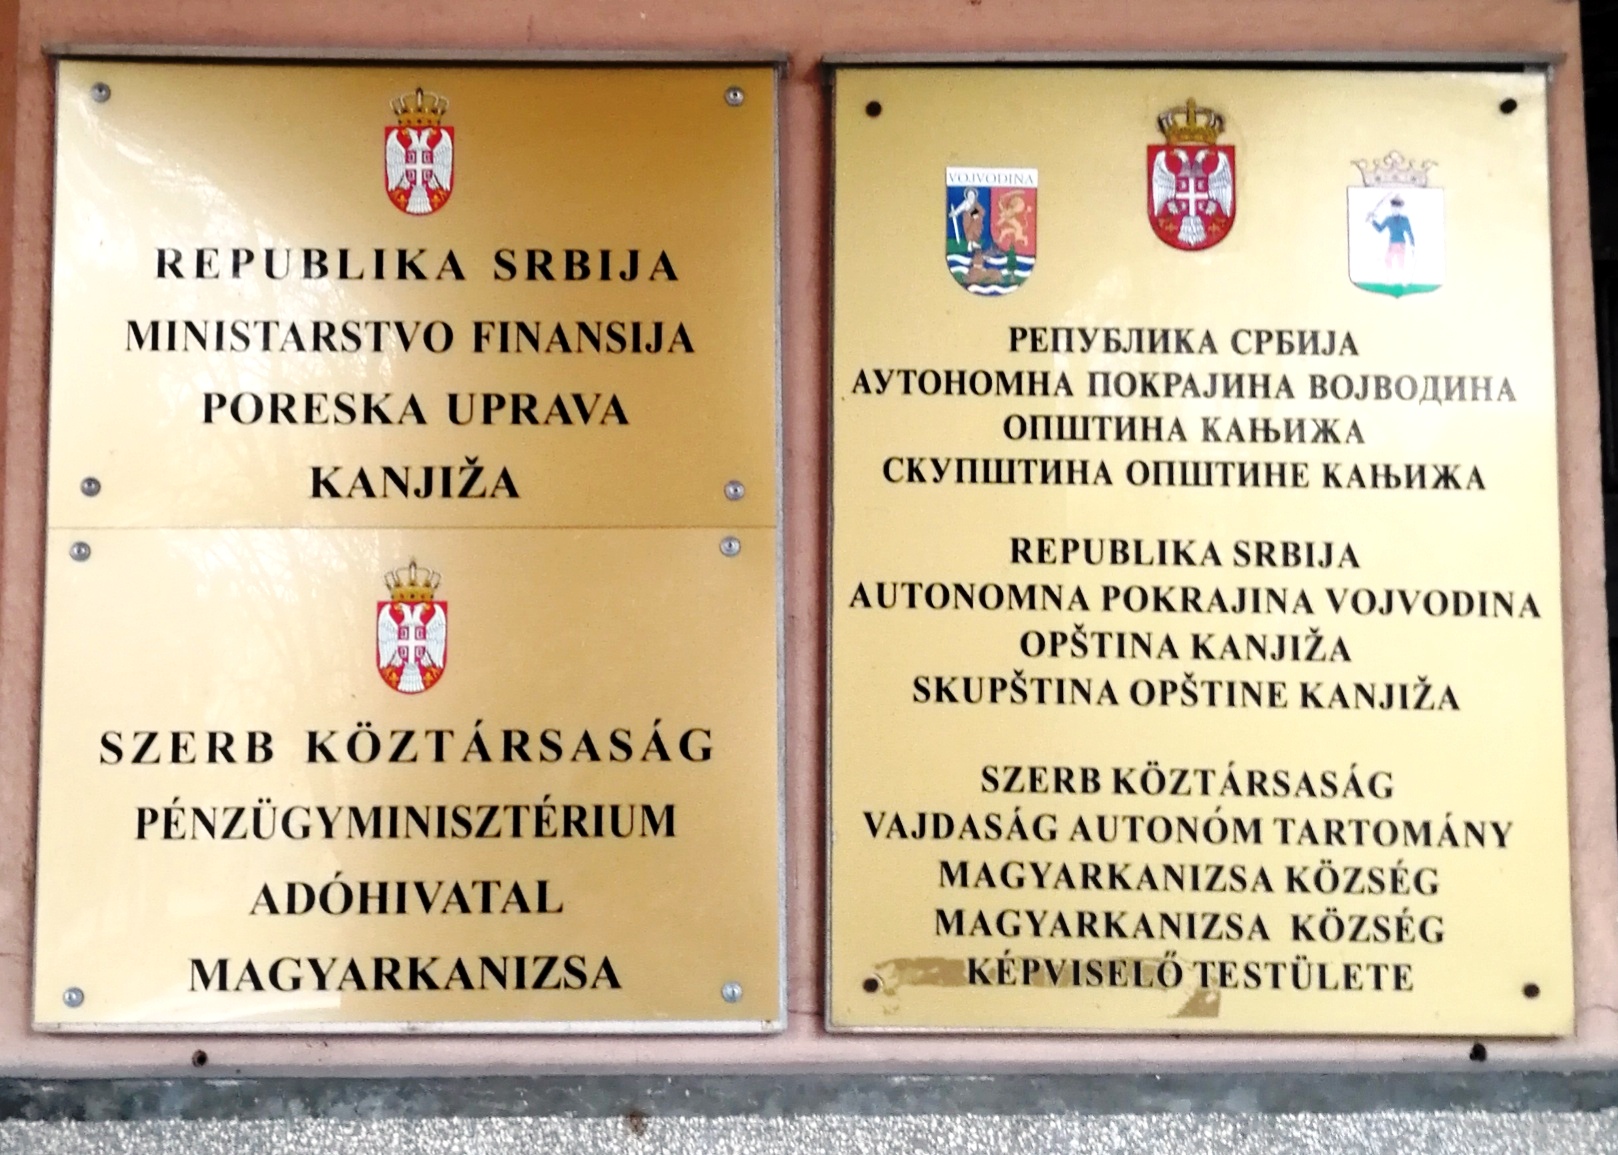 REPUBLIKA SRBIJA
MINISTARSTVO FINANSIJA
PORESKA UPRAVA
KANJIŽA
SZERB KÖZTÁRSASÁG
PÉNZÜGYMINISZTÉRIUM
ADÓHIVATAL
MAGYARKANIZSA
VOJVODINA
РЕПУБЛИКА СРБИЈА
АУТОНОМНА ПОКРАЈИНА ВОЈВОДИНА
ОПШТИНА КАЊИЖА
СКУПШТИНА ОПШТИНЕ КАЊИЖА
REPUBLIKA SRBIJA
AUTONOMNA POKRAJINA VOJVODINA
OPŠTINA KANJIŽA
SKUPŠTINA OPŠTINE KANJIŽA
SZERB KÖZTÁRSASÁG
VAJDASÁG AUTONÓM TARTOMÁNY
MAGYARKANIZSA KÖZSÉG
MAGYARKANIZSA KÖZSÉG
KÉPVISELŐ TESTÜLETE